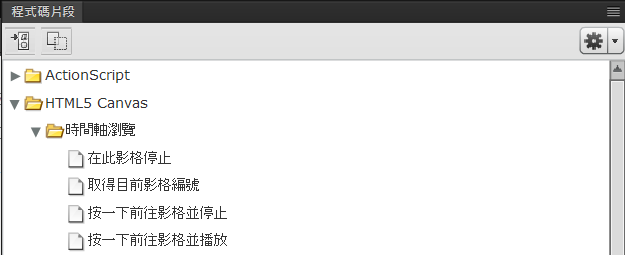 程式碼片段
ActionScript
HTML5 Canvas
時間軸瀏覽
在此影格停止
取得目前影格編號
按一下前往影格並停止
按一下前往影格並播放